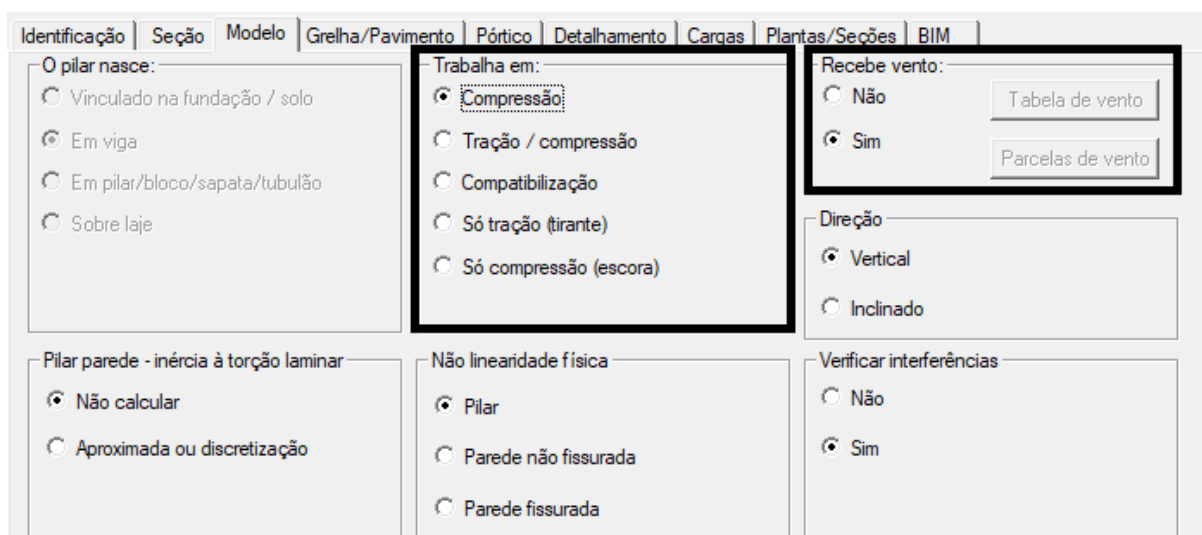 Identificação Seção Modelo Grelha/Pavimento Pórtico Detalhamento Cargas Plantas/Seções BIM
O pilar nasce:
Vinculado na fundação / solo
Em viga
Em pilar/bloco/sapata/tubulão
Sobre laje
Trabalha em:
Compressão
Tração / compressão
Compatibilização
Só tração (tirante)
Só compressão (escora)
Recebe vento:
Não
Tabela de vento
Sim
Parcelas de vento
Direção
Vertical
Inclinado
Pilar parede - inércia à torção laminar
Não calcular
Aproximada ou discretização
Não linearidade física
Pilar
Parede não fissurada
Parede fissurada
Verificar interferências
Não
Sim